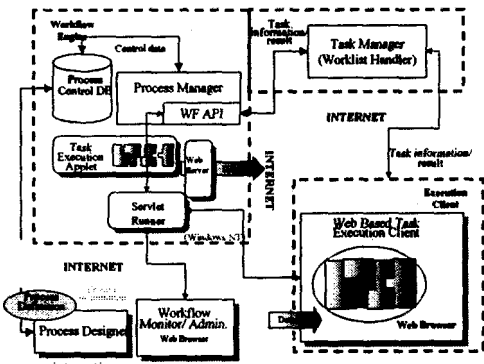 Workflow
Engine
Control data
Process
Control DB
Process Manager
WF API
Task
information/
result
Task Manager
(Worklist Handler)
INTERNET
Task information/
result
Task
Execution
Applet
Web
Server
INTERNET
Servlet
Runner
(Windows NT)
Execution
Client
Web Based Task
Execution Client
Web Browser
INTERNET
Process
Definition
Process Designer
Workflow
Monitor/ Admin.
Web Browser